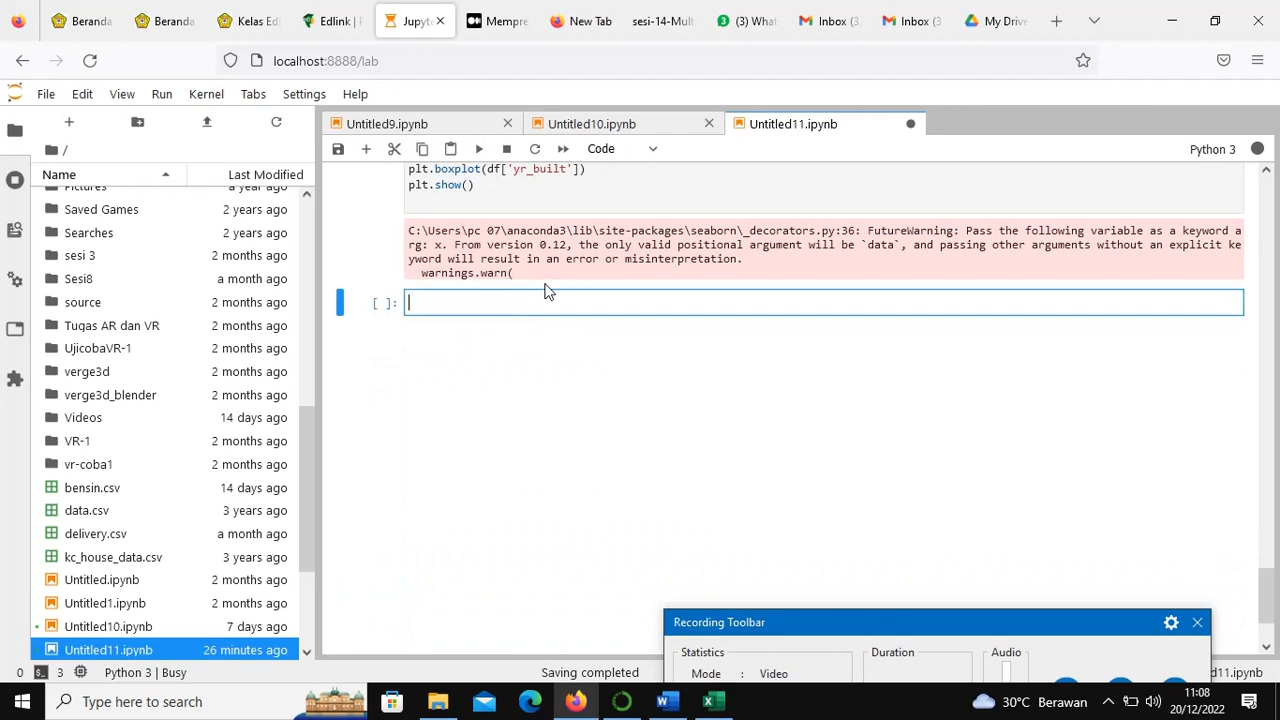 Beranda
Beranda
Kelas Edl
Edlink | F
Jupyte
Mempre
New Tab
sesi-14-Mult
(3) What
Inbox (3,
Inbox (3
My Drive
localhost:8888/lab
File Edit View Run Kernel Tabs Settings Help
Untitled9.ipynb
Untitled10.ipynb
Untitled11.ipynb
Code
Python 3
/
Name Last Modified
Pictures a year ago
Saved Games 2 years ago
Searches 2 years ago
sesi 3 2 months ago
Sesi8 a month ago
source 2 months ago
Tugas AR dan VR 2 months ago
UjicobaVR-1 2 months ago
verge3d 2 months ago
verge3d_blender 2 months ago
Videos 14 days ago
VR-1 2 months ago
vr-coba1 2 months ago
bensin.csv 14 days ago
data.csv 3 years ago
delivery.csv a month ago
kc_house_data.csv 3 years ago
Untitled.ipynb 2 months ago
Untitled1.ipynb 2 months ago
Untitled10.ipynb 7 days ago
Untitled11.ipynb 26 minutes ago
plt.boxplot(df['yr_built'])
plt.show()
C:\Users\pc 07\anaconda3\lib\site-packages\seaborn\_decorators.py:36: FutureWarning: Pass the following variable as a keyword a
rg: x. From version 0.12, the only valid positional argument will be `data`, and passing other arguments without an explicit ke
yword will result in an error or misinterpretation.
warnings.warn(
[ ]:
Recording Toolbar
Statistics
Duration
Audio
Mode : Video
0 3 Python 3 | Busy
Saving completed
d11.ipynb
Type here to search
30°C Berawan
11:08
20/12/2022